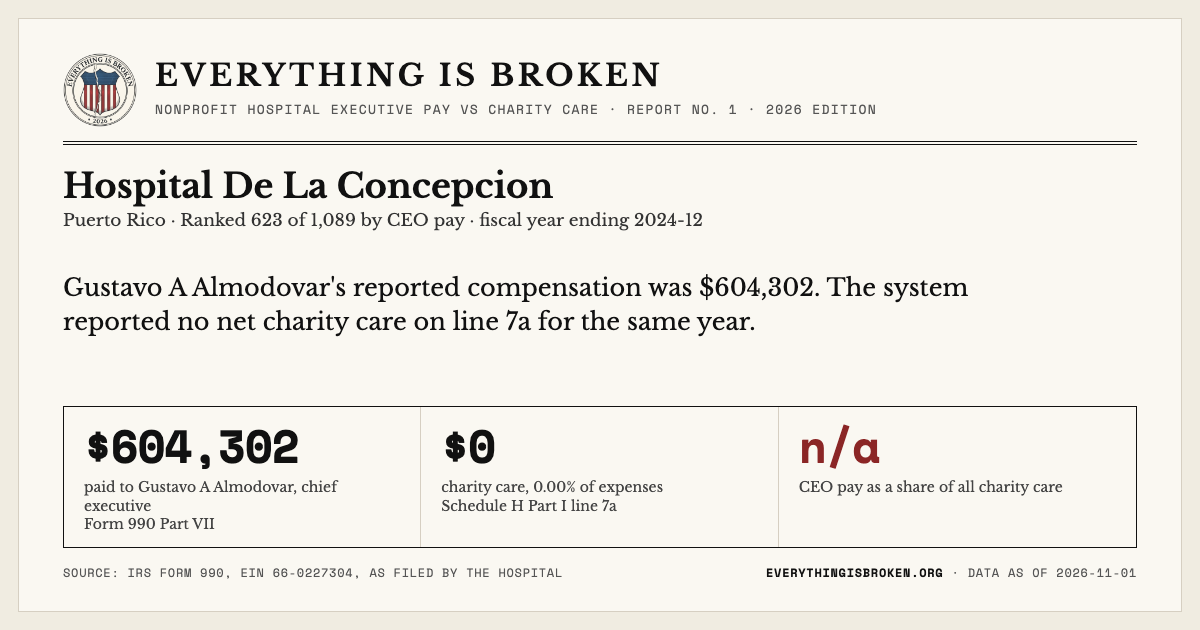 EVERYTHING IS BROKEN
· 2026 ·
EVERYTHING IS BROKEN
NONPROFIT HOSPITAL EXECUTIVE PAY VS CHARITY CARE · REPORT NO. 1 · 2026 EDITION
Hospital De La Concepcion
Puerto Rico · Ranked 623 of 1,089 by CEO pay · fiscal year ending 2024-12
Gustavo A Almodovar's reported compensation was $604,302. The system
reported no net charity care on line 7a for the same year.
$604,302
paid to Gustavo A Almodovar, chief
executive
Form 990 Part VII
$0
charity care, 0.00% of expenses
Schedule H Part I line 7a
n/a
CEO pay as a share of all charity care
SOURCE: IRS FORM 990, EIN 66-0227304, AS FILED BY THE HOSPITAL
EVERYTHINGISBROKEN.ORG · DATA AS OF 2026-11-01